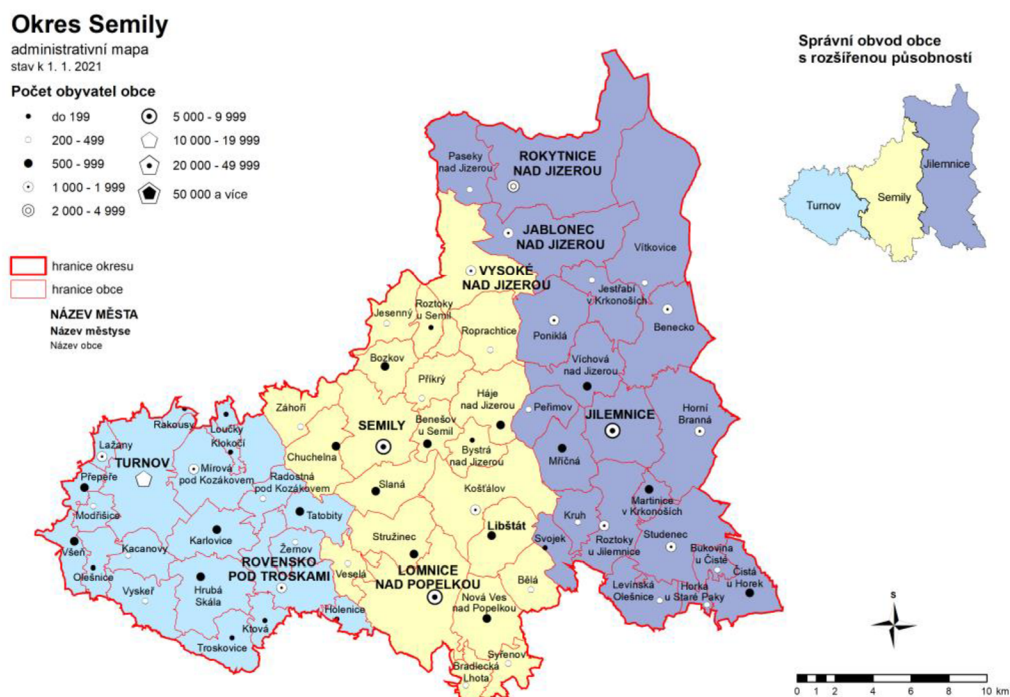 Okres Semily
administrativní mapa
stav k 1. 1. 2021
Počet obyvatel obce
do 199
200 - 499
500 - 999
1 000 - 1 999
2 000 - 4 999
5 000 - 9 999
10 000 - 19 999
20 000 - 49 999
50 000 a více
hranice okresu
hranice obce
NÁZEV MĚSTA
Název městyse
Název obce
Správní obvod obce
s rozšířenou působností
Turnov
Semily
Jilemnice
Paseky
nad Jizerou
ROKYTNICE
NAD JIZEROU
JABLONEC
NAD JIZEROU
Vítkovice
VYSOKÉ
NAD JIZEROU
Jestřabí
v Krkonoších
Jesenný
Roztoky
u Semil
Roprachtice
Poniklá
Benecko
Bozkov
Víchová
nad Jizerou
Příkrý
Háje
nad Jizerou
Peřimov
JILEMNICE
Horní
Branná
Záhoří
SEMILY
Benešov
u Semil
Bystrá
nad Jizerou
Mříčná
Rakousy
Loučky
Klokočí
Chuchelna
Lažany
TURNOV
Mírová
pod Kozákovem
Radostná
pod Kozákovem
Slaná
Košťálov
Martinice
v Krkonoších
Přepeře
Modřišice
Tatobity
Kruh
Roztoky
u Jilemnice
Studenec
Karlovice
Stružinec
Libštát
Svojek
Bukovina
u Čisté
Čistá
u Horek
Všeň
Kacanovy
Žernov
ROVENSKO
POD TROSKAMI
Veselá
LOMNICE
NAD POPELKOU
Bělá
Levínská
Olešnice
Horka
u Staré Paky
Olešnice
Vyskeř
Hrubá
Skála
Holenice
Nová Ves
nad Popelkou
Ktová
Troskovice
Syřenov
Bradlecká
Lhota
S
0 1 2 4 6 8 10 km